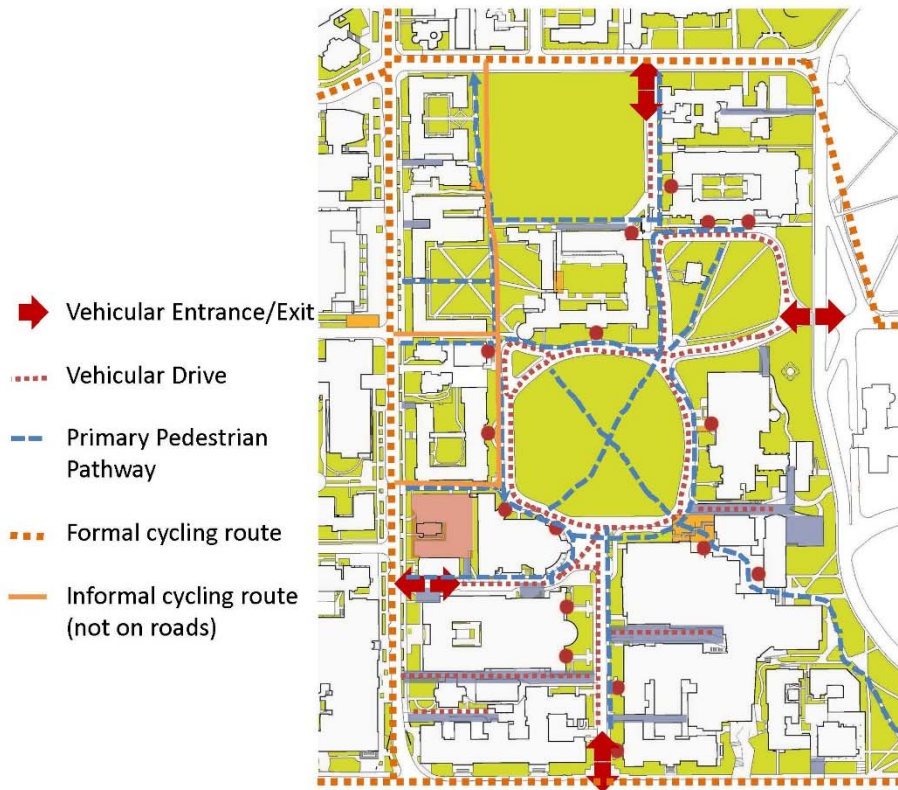 Vehicular Entrance/Exit
Vehicular Drive
Primary Pedestrian
Pathway
Formal cycling route
Informal cycling route
(not on roads)